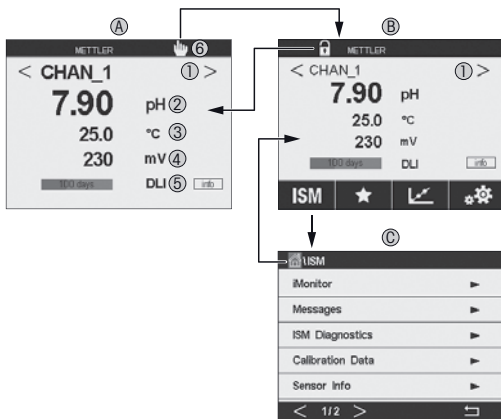 Ⓐ
METTLER
⑥
< CHAN_1 ① >
7.90 pH ②
25.0 °C ③
230 mV ④
100 days DLI ⑤ info
Ⓑ
METTLER
< CHAN_1 ① >
7.90 pH
25.0 °C
230 mV
100 days DLI info
ISM
Ⓒ
\ISM
iMonitor
Messages
ISM Diagnostics
Calibration Data
Sensor Info
< 1/2 >